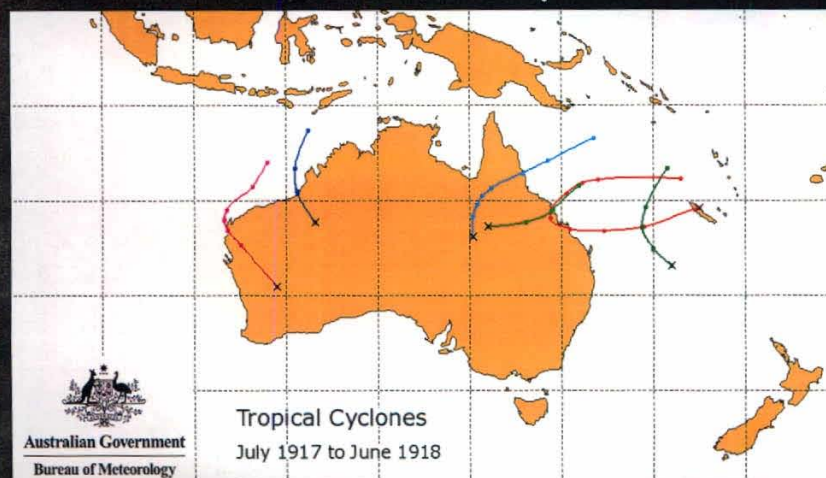 Tropical Cyclones
July 1917 to June 1918
Australian Government
Bureau of Meteorology